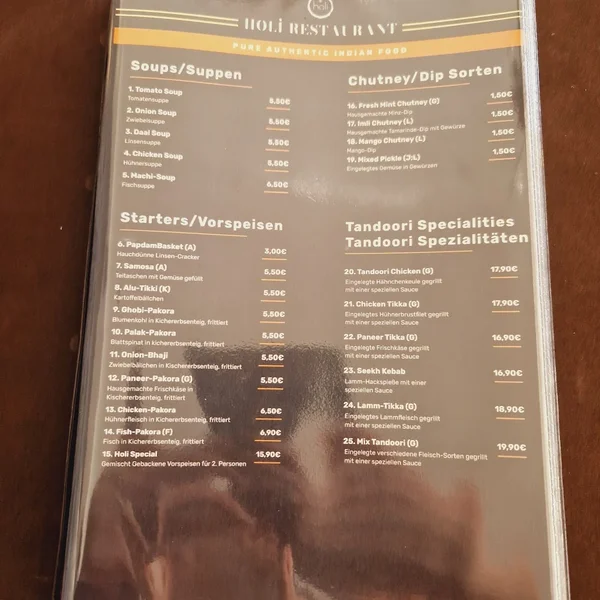 holi
HOLİ RESTAURANT
PURE AUTHENTIC INDIAN FOOD
Soups/Suppen
1. Tomato Soup
Tomatensuppe
5,50€
2. Onion Soup
Zwiebelsuppe
5,50€
3. Daal Soup
Linsensuppe
5,50€
4. Chicken Soup
Hühnersuppe
5,50€
5. Machi-Soup
Fischsuppe
6,50€
Starters/Vorspeisen
6. PapdamBasket (A)
Hauchdünne Linsen-Cracker
3,00€
7. Samosa (A)
Teitaschen mit Gemüse gefüllt
5,50€
8. Alu-Tikki (K)
Kartoffelbällchen
5,50€
9. Ghobi-Pakora
Blumenkohl in Kichererbsenteig, frittiert
5,50€
10. Palak-Pakora
Blattspinat in Kichererbsenteig, frittiert
5,50€
11. Onion-Bhaji
Zwiebelbällchen in Kischererbsenteig, frittiert
5,50€
12. Paneer-Pakora (G)
Hausgemachte Frischkäse in
Kischererbsenteig, frittiert
5,50€
13. Chicken-Pakora
Hühnerfleisch in Kichererbsenteig, frittiert
6,50€
14. Fish-Pakora (F)
Fisch in Kichererbsenteig, frittiert
6,90€
15. Holi Special
Gemischt Gebackene Vorspeisen für 2. Personen
15,90€
Chutney/Dip Sorten
16. Fresh Hint Chutney (G)
Hausgemachte Minz-Dip
1,50€
17. Imli Chutney (L)
Hausgemachte Tamarinde-Dip mit Gewürze
1,50€
18. Mango Chutney (L)
Mango-Dip
1,50€
19. Mixed Pickle (J;L)
Eingelegtes Gemüse in Gewürzen
1,50€
Tandoori Specialities
Tandoori Spezialitäten
20. Tandoori Chicken (G)
Eingelegte Hähnchenkeule gegrillt
mit einer speziellen Sauce
17,90€
21. Chicken Tikka (G)
Eingelegtes Hühnerbrustfilet gegrillt
mit einer speziellen Sauce
17,90€
22. Paneer Tikka (G)
Eingelegte Frischkäse gegrillt
mit einer speziellen Sauce
16,90€
23. Seekh Kebab
Lamm-Hackspieße mit einer
speziellen Sauce
16,90€
24. Lamm-Tikka (G)
Eingelegtes Lammfleisch gegrillt
mit einer speziellen Sauce
18,90€
25. Mix Tandoori (G)
Eingelegte verschiedene Fleisch-Sorten gegrillt
mit einer speziellen Sauce
19,90€